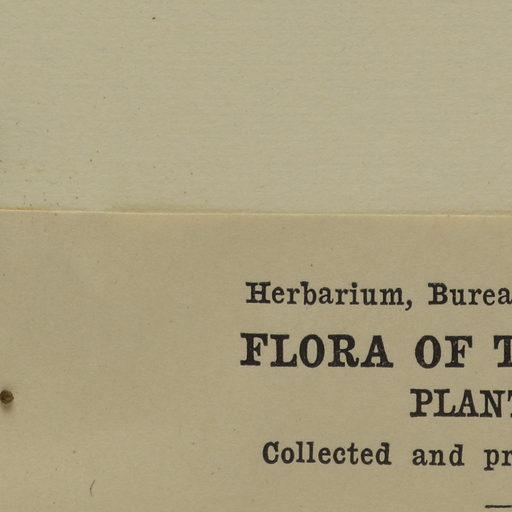 Herbarium, Burea
FLORA OF T
PLANT
Collected and pr